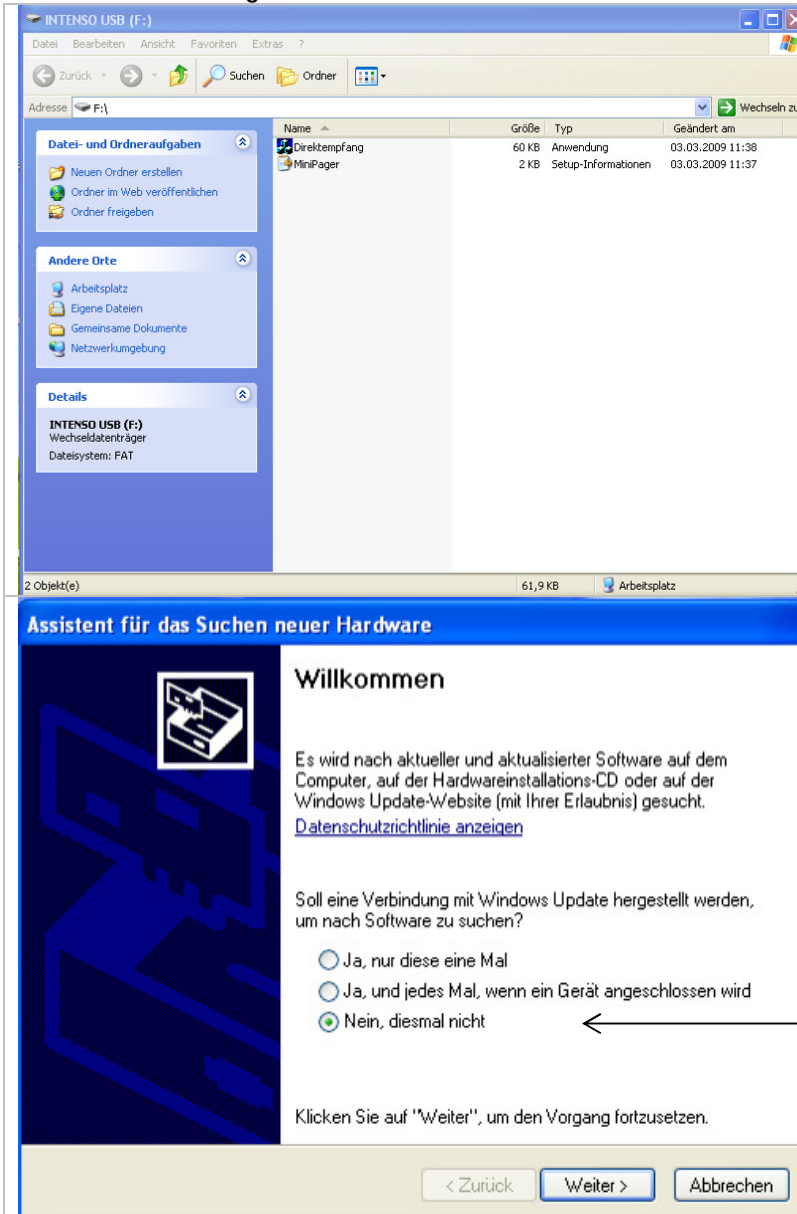 INTENSO USB (F:)
Datei Bearbeiten Ansicht Favoriten Extras ?
Zurück Suchen Ordner
Adresse F:\ Wechseln zu
Name Größe Typ Geändert am
Direktempfang 60 KB Anwendung 03.03.2009 11:38
MiniPager 2 KB Setup-Informationen 03.03.2009 11:37
Datei- und Ordneraufgaben
Neuen Ordner erstellen
Ordner im Web veröffentlichen
Ordner freigeben
Andere Orte
Arbeitsplatz
Eigene Dateien
Gemeinsame Dokumente
Netzwerkumgebung
Details
INTENSO USB (F:)
Wechseldatenträger
Dateisystem: FAT
2 Objekt(e) 61,9 KB Arbeitsplatz
Assistent für das Suchen neuer Hardware
Willkommen
Es wird nach aktueller und aktualisierter Software auf dem
Computer, auf der Hardwareinstallations-CD oder auf der
Windows Update-Website (mit Ihrer Erlaubnis) gesucht.
Datenschutzrichtlinie anzeigen
Soll eine Verbindung mit Windows Update hergestellt werden,
um nach Software zu suchen?
Ja, nur diese eine Mal
Ja, und jedes Mal, wenn ein Gerät angeschlossen wird
Nein, diesmal nicht
Klicken Sie auf "Weiter", um den Vorgang fortzusetzen.
< Zurück Weiter > Abbrechen